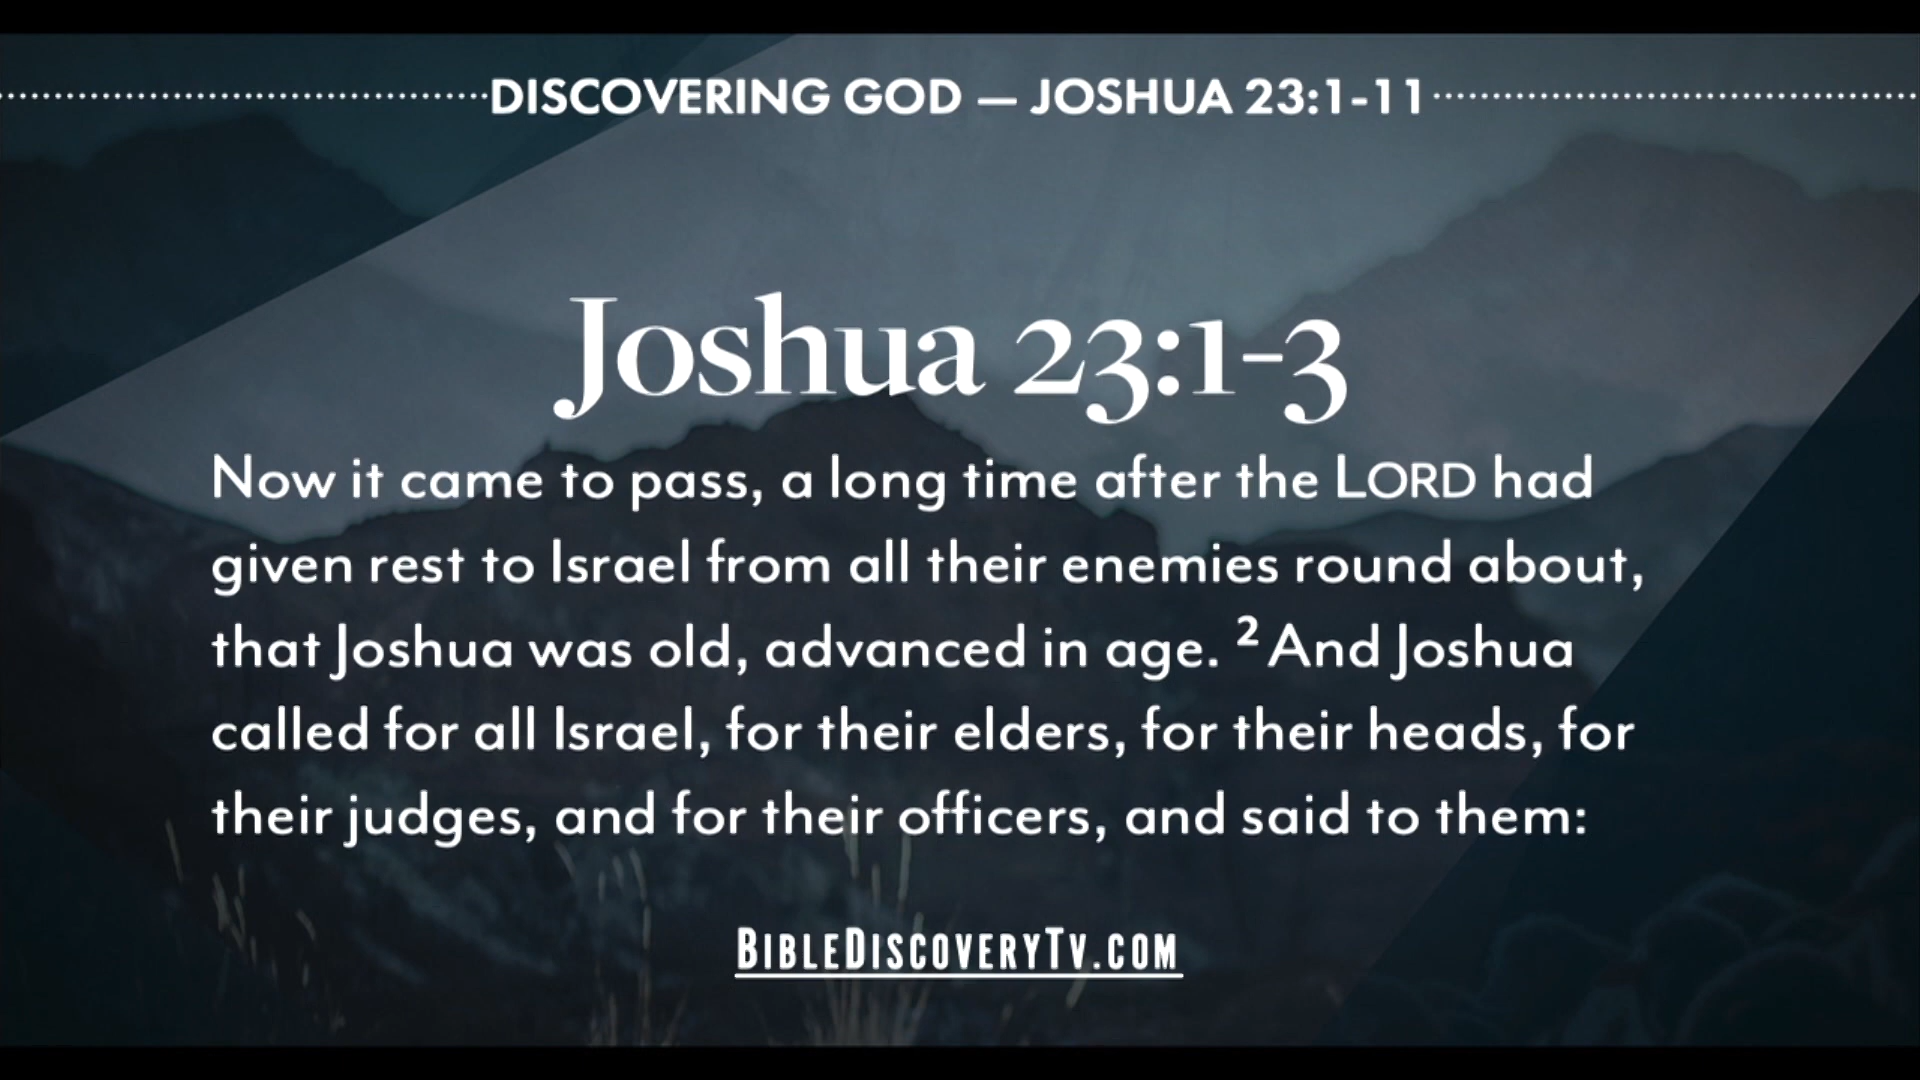 DISCOVERING GOD — JOSHUA 23:1-11
Joshua 23:1-3
Now it came to pass, a long time after the LORD had
given rest to Israel from all their enemies round about,
that Joshua was old, advanced in age. ² And Joshua
called for all Israel, for their elders, for their heads, for
their judges, and for their officers, and said to them:
BIBLEDISCOVERYTV.COM